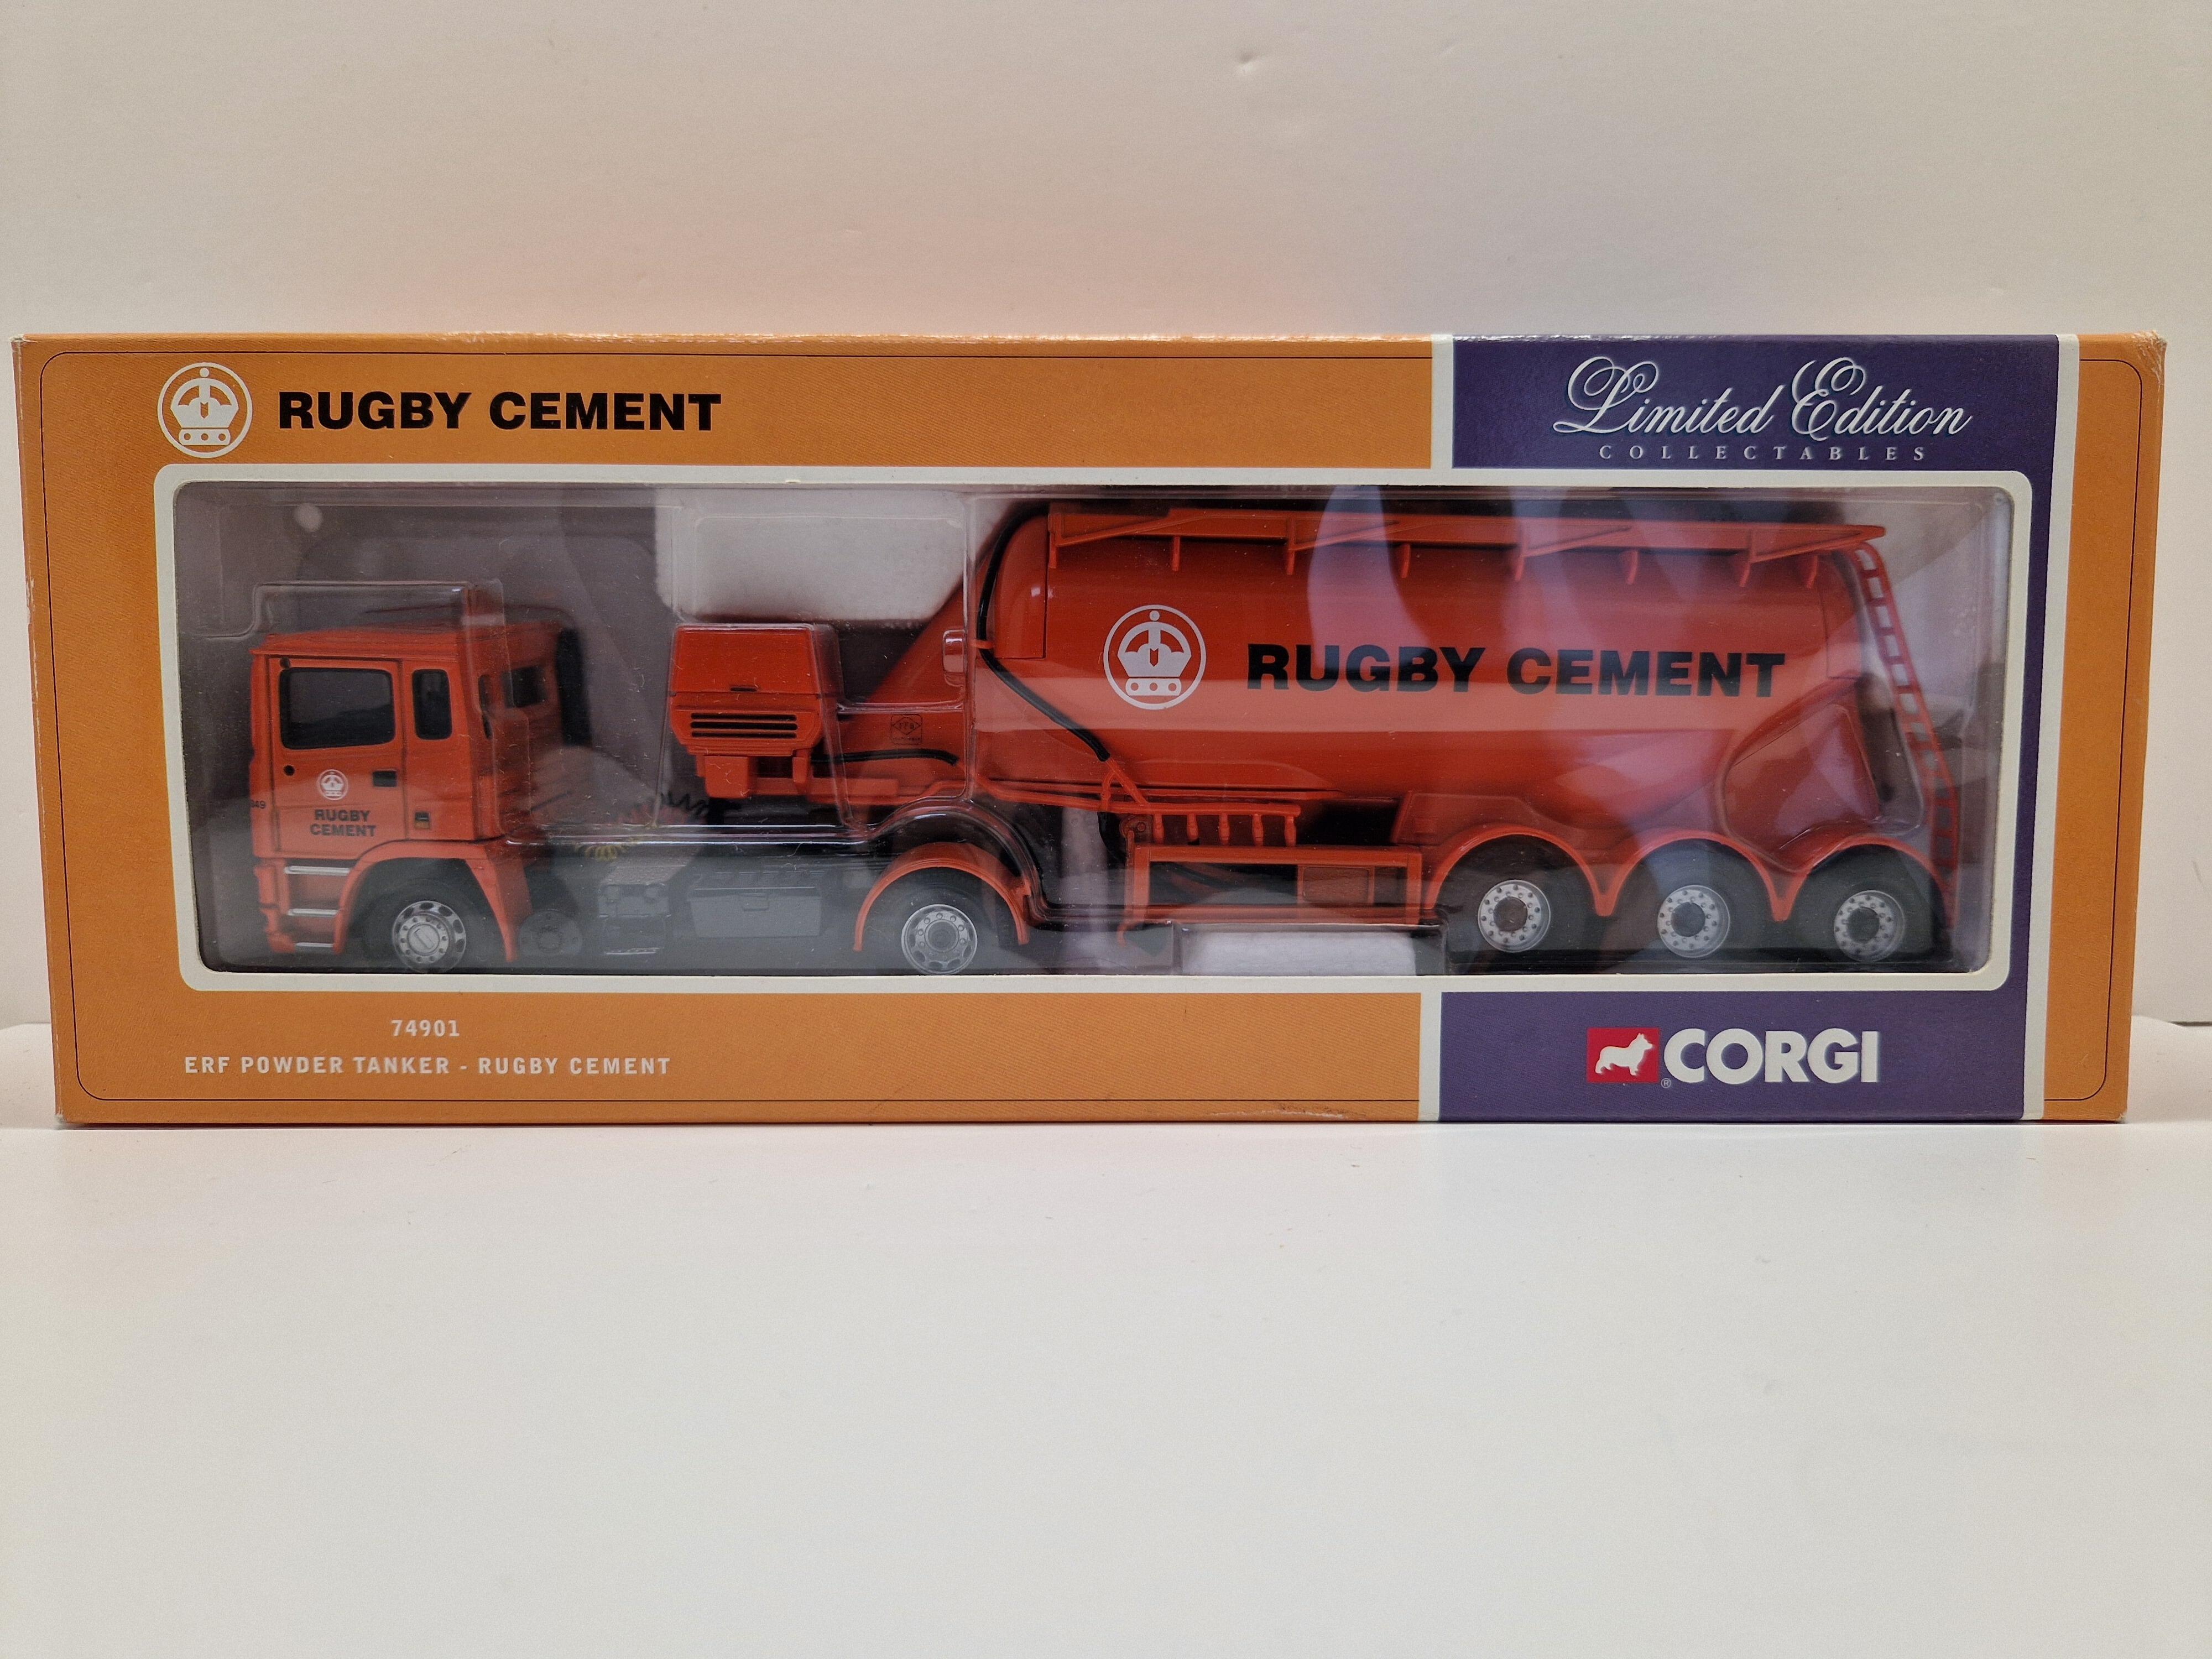 RUGBY CEMENT
Limited Edition
COLLECTABLES
RUGBY CEMENT
RUGBY
CEMENT
74901
ERF POWDER TANKER - RUGBY CEMENT
CORGI
®